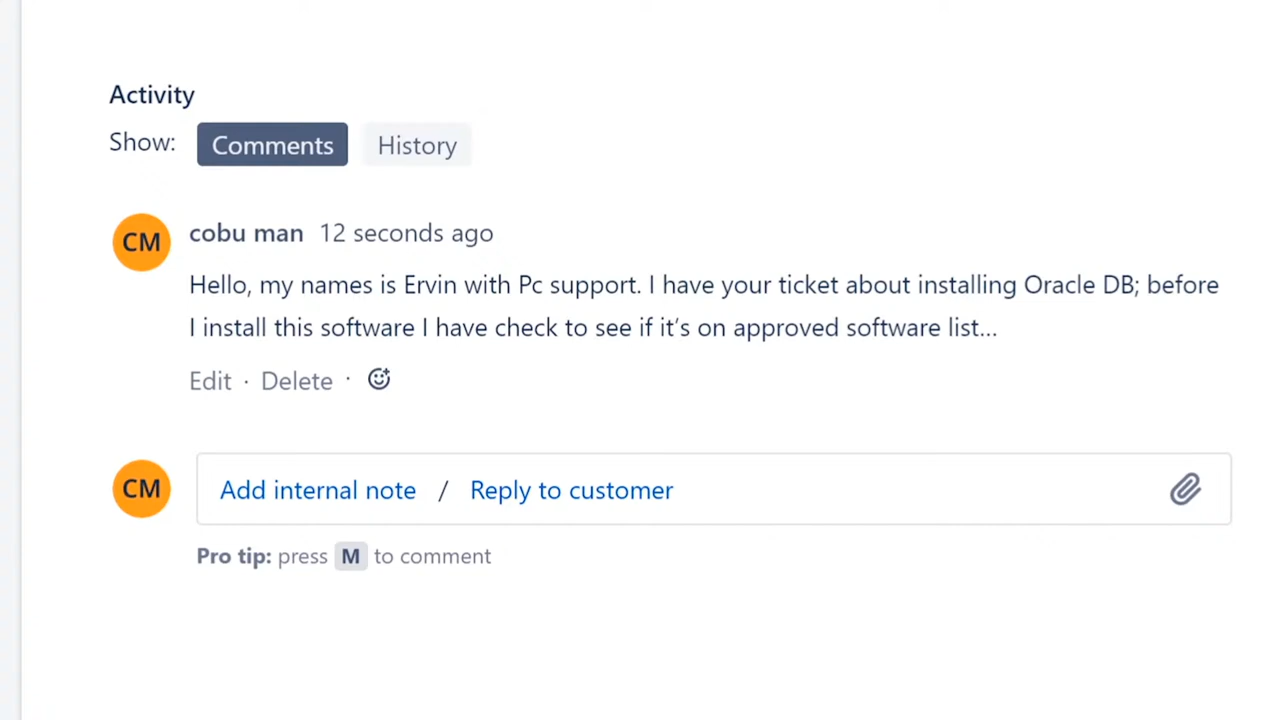 Activity
Show: Comments History
CM cobu man 12 seconds ago
Hello, my names is Ervin with Pc support. I have your ticket about installing Oracle DB; before
I install this software I have check to see if it's on approved software list...
Edit · Delete ·
CM Add internal note / Reply to customer
Pro tip: press M to comment